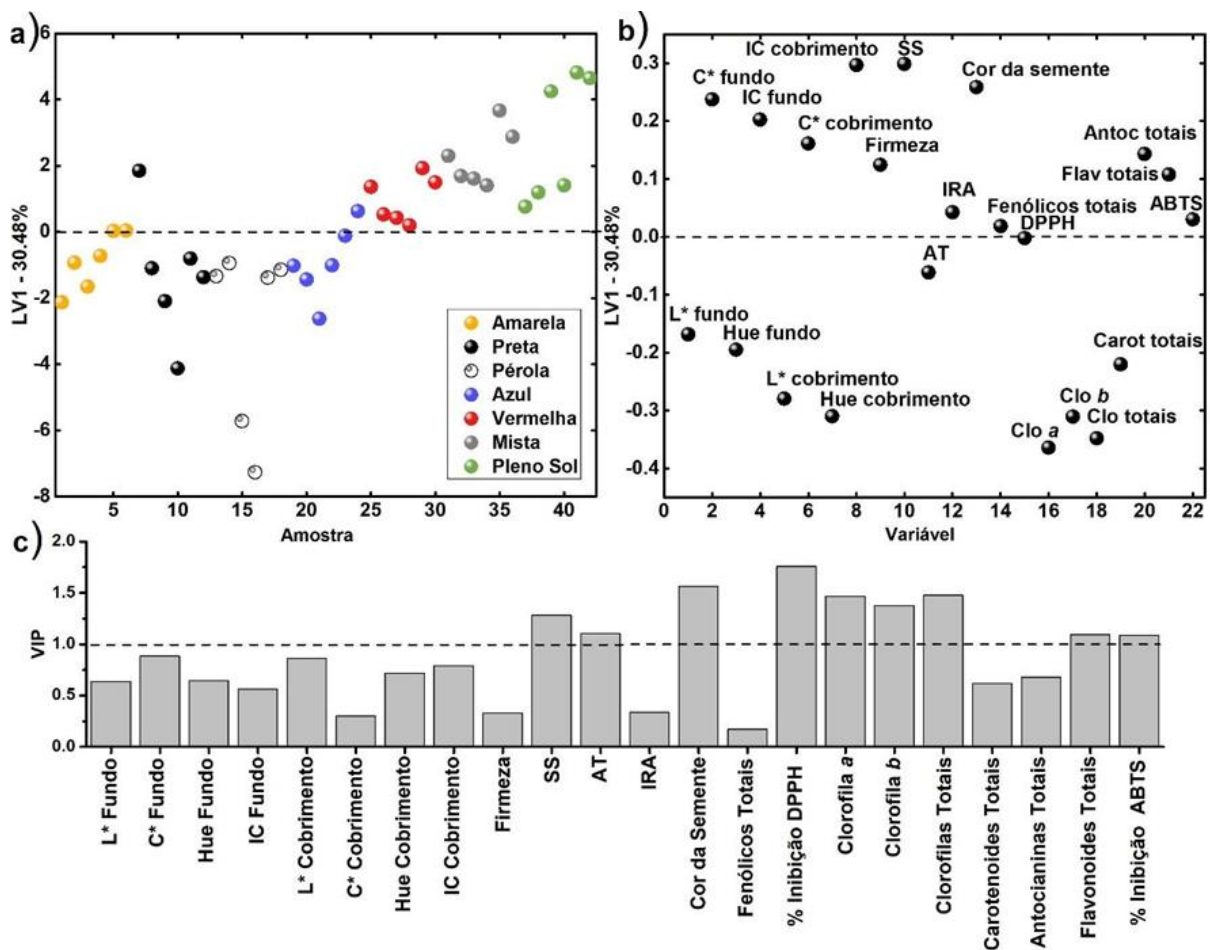 a)
6
4
2
0
-2
-4
-6
-8
LV1 - 30.48%
5 10 15 20 25 30 35 40
Amostra
Amarela
Preta
Pérola
Azul
Vermelha
Mista
Pleno Sol
b)
0.3
0.2
0.1
0.0
-0.1
-0.2
-0.3
-0.4
LV1 - 30.48%
IC cobrimento
SS
Cor da semente
C* fundo
IC fundo
C* cobrimento
Firmeza
Antoc totais
Flav totais
IRA
Fenólicos totais
ABTS
DPPH
AT
L* fundo
Hue fundo
Carot totais
L* cobrimento
Hue cobrimento
Clo b
Clo totais
Clo a
0 2 4 6 8 10 12 14 16 18 20 22
Variável
c)
2.0
1.5
1.0
0.5
0.0
VIP
L* Fundo
C* Fundo
Hue Fundo
IC Fundo
L* Cobrimento
C* Cobrimento
Hue Cobrimento
IC Cobrimento
Firmeza
SS
AT
IRA
Cor da Semente
Fenólicos Totais
% Inibição DPPH
Clorofila a
Clorofila b
Clorofilas Totais
Carotenoides Totais
Antocianinas Totais
Flavonoides Totais
% Inibição ABTS